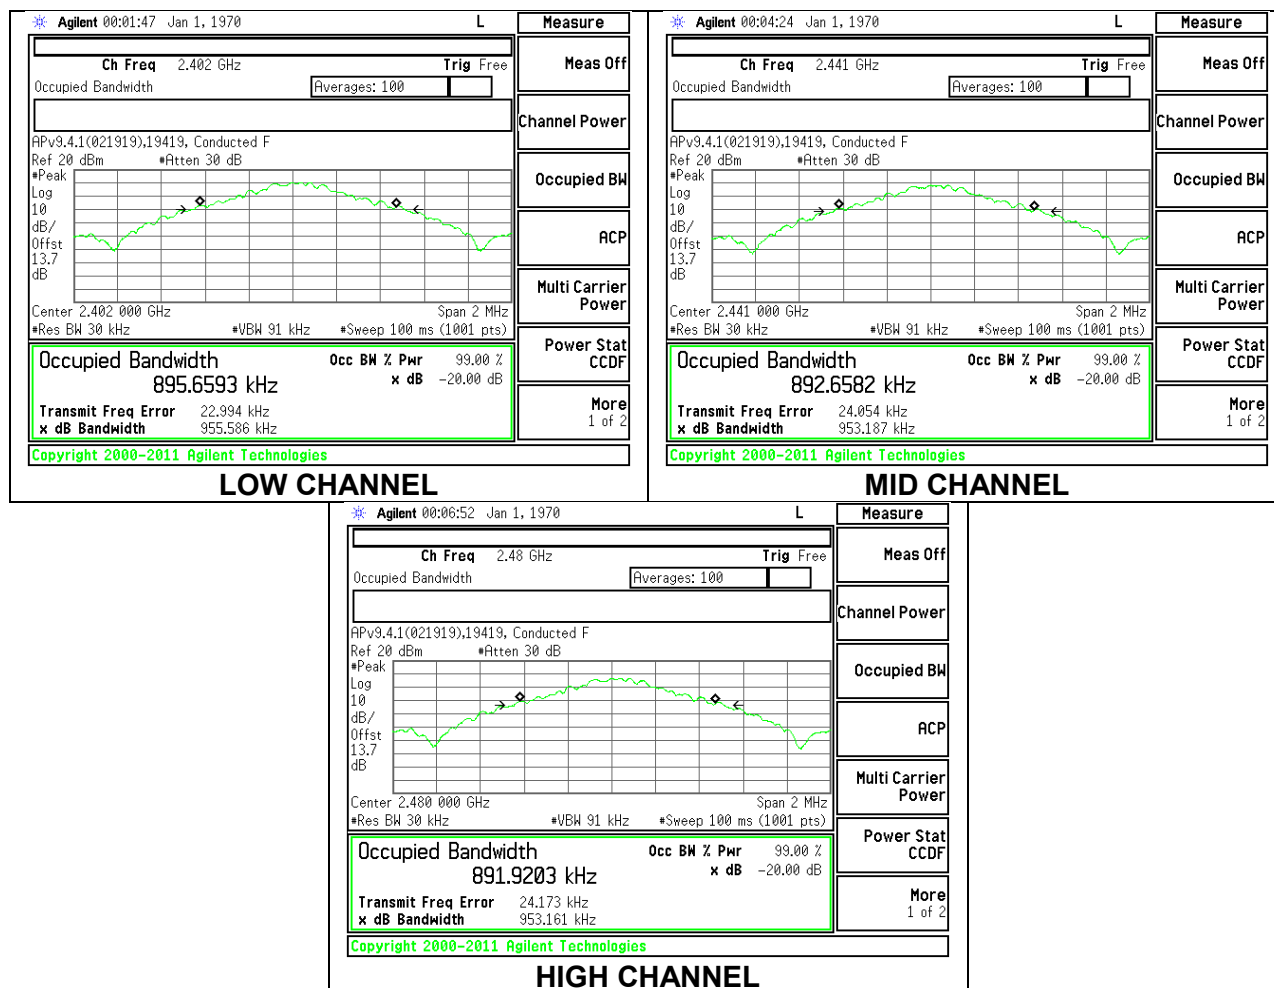 Agilent 00:01:47 Jan 1, 1970 L Measure
Ch Freq 2.402 GHz Trig Free
Meas Off
Occupied Bandwidth Averages: 100
Channel Power
APv9.4.1(021919),19419, Conducted F
Ref 20 dBm #Atten 30 dB
#Peak
Log
10
dB/
Offst
13.7
dB
Occupied BW
ACP
Multi Carrier
Power
Center 2.402 000 GHz Span 2 MHz
#Res BW 30 kHz #VBW 91 kHz #Sweep 100 ms (1001 pts)
Power Stat
CCDF
Occupied Bandwidth Occ BW % Pwr 99.00 %
895.6593 kHz x dB -20.00 dB
Transmit Freq Error 22.994 kHz
x dB Bandwidth 955.586 kHz
More
1 of 2
Copyright 2000-2011 Agilent Technologies
LOW CHANNEL
Agilent 00:04:24 Jan 1, 1970 L Measure
Ch Freq 2.441 GHz Trig Free
Meas Off
Occupied Bandwidth Averages: 100
Channel Power
APv9.4.1(021919),19419, Conducted F
Ref 20 dBm #Atten 30 dB
#Peak
Log
10
dB/
Offst
13.7
dB
Occupied BW
ACP
Multi Carrier
Power
Center 2.441 000 GHz Span 2 MHz
#Res BW 30 kHz #VBW 91 kHz #Sweep 100 ms (1001 pts)
Power Stat
CCDF
Occupied Bandwidth Occ BW % Pwr 99.00 %
892.6582 kHz x dB -20.00 dB
Transmit Freq Error 24.054 kHz
x dB Bandwidth 953.187 kHz
More
1 of 2
Copyright 2000-2011 Agilent Technologies
MID CHANNEL
Agilent 00:06:52 Jan 1, 1970 L Measure
Ch Freq 2.48 GHz Trig Free
Meas Off
Occupied Bandwidth Averages: 100
Channel Power
APv9.4.1(021919),19419, Conducted F
Ref 20 dBm #Atten 30 dB
#Peak
Log
10
dB/
Offst
13.7
dB
Occupied BW
ACP
Multi Carrier
Power
Center 2.480 000 GHz Span 2 MHz
#Res BW 30 kHz #VBW 91 kHz #Sweep 100 ms (1001 pts)
Power Stat
CCDF
Occupied Bandwidth Occ BW % Pwr 99.00 %
891.9203 kHz x dB -20.00 dB
Transmit Freq Error 24.173 kHz
x dB Bandwidth 953.161 kHz
More
1 of 2
Copyright 2000-2011 Agilent Technologies
HIGH CHANNEL